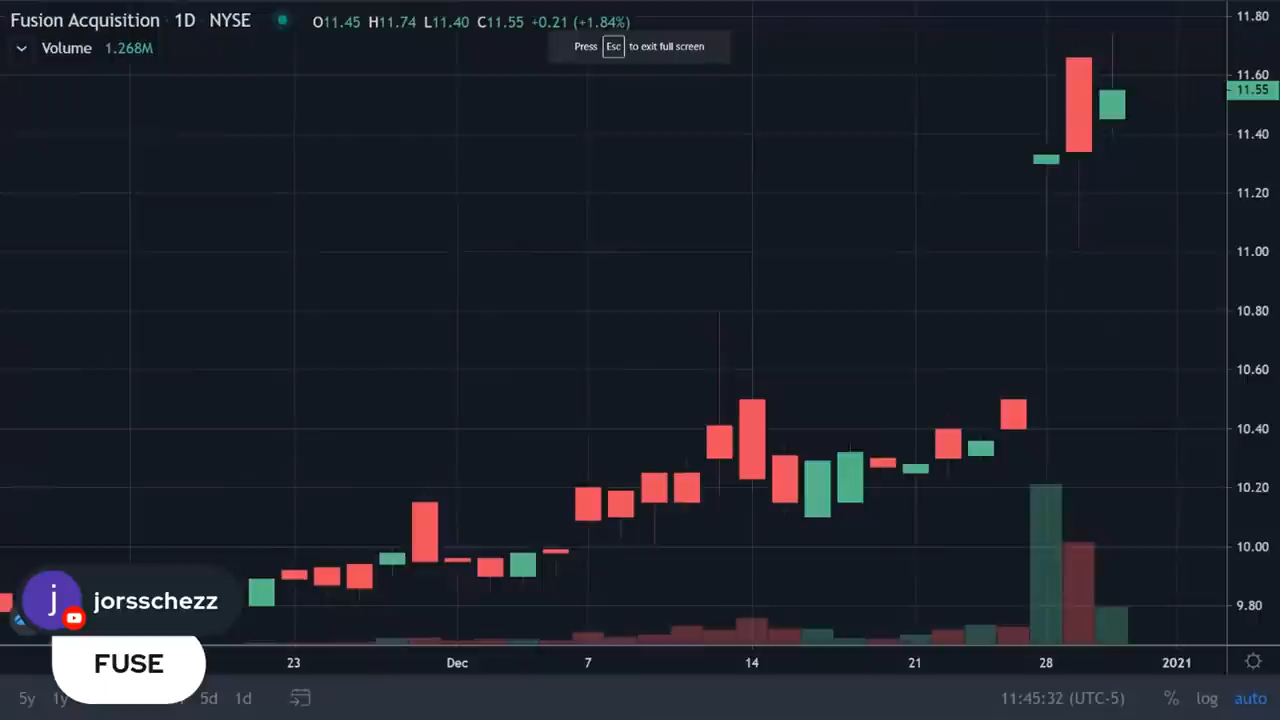 Fusion Acquisition 1D NYSE O11.45 H11.74 L11.40 C11.55 +0.21 (+1.84%)
Volume 1.268M
Press Esc to exit full screen
11.80
11.60
11.55
11.40
11.20
11.00
10.80
10.60
10.40
10.20
10.00
9.80
j jorsschezz
FUSE
23 Dec 7 14 21 28 2021
5y 1y 5d 1d 11:45:32 (UTC-5) % log auto